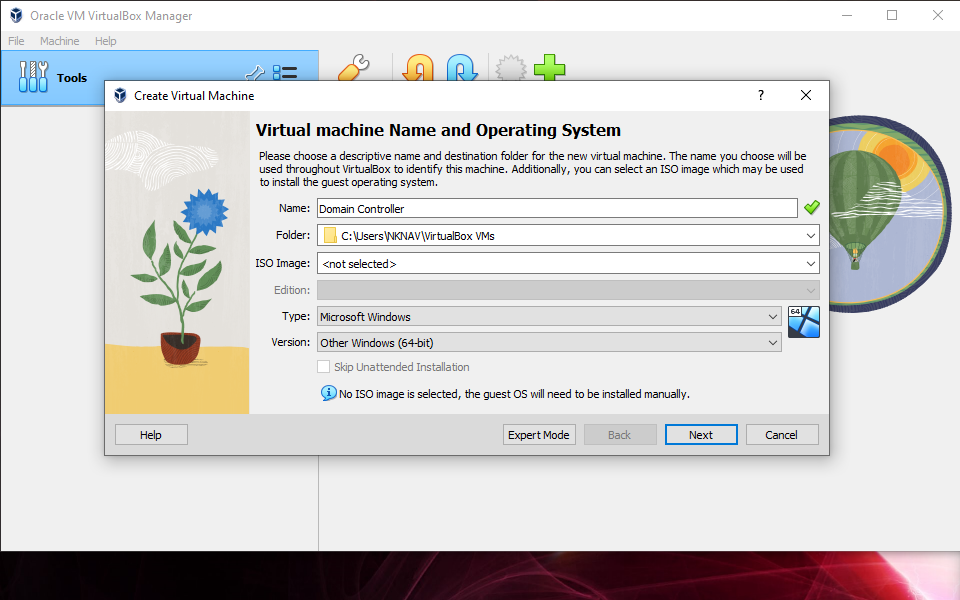 Oracle VM VirtualBox Manager
File Machine Help
Tools
Create Virtual Machine ?
Virtual machine Name and Operating System
Please choose a descriptive name and destination folder for the new virtual machine. The name you choose will be
used throughout VirtualBox to identify this machine. Additionally, you can select an ISO image which may be used
to install the guest operating system.
Name: Domain Controller
Folder: C:\Users\NKNAV\VirtualBox VMs
ISO Image: <not selected>
Edition:
Type: Microsoft Windows 64
Version: Other Windows (64-bit)
Skip Unattended Installation
No ISO image is selected, the guest OS will need to be installed manually.
Help Expert Mode Back Next Cancel